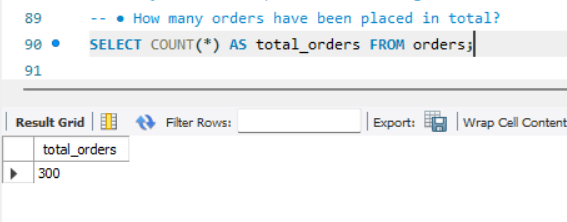 89 -- • How many orders have been placed in total?
90 SELECT COUNT(*) AS total_orders FROM orders;
91
Result Grid Filter Rows: Export: Wrap Cell Content
total_orders
300